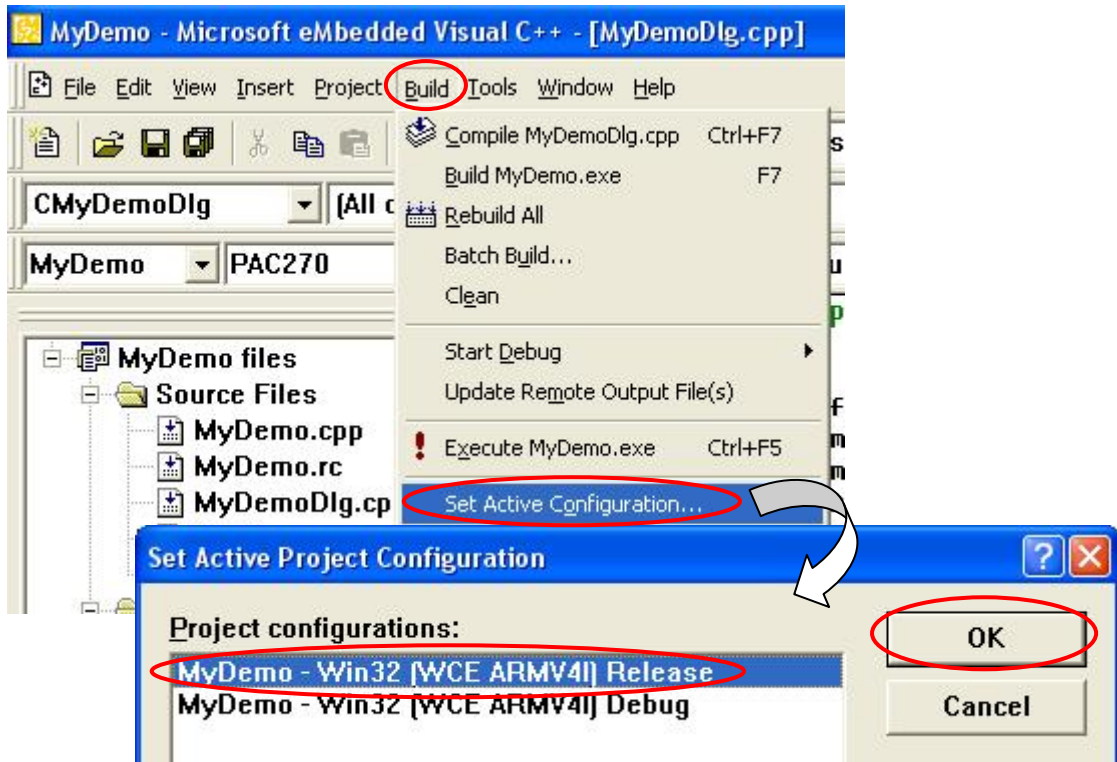 MyDemo - Microsoft eMbedded Visual C++ - [MyDemoDlg.cpp]
File Edit View Insert Project Build Tools Window Help
Compile MyDemoDlg.cpp Ctrl+F7
Build MyDemo.exe F7
CMyDemoDlg (All c
Rebuild All
Batch Build...
MyDemo PAC270
Clean
MyDemo files
Start Debug
Source Files
Update Remote Output File(s)
MyDemo.cpp
Execute MyDemo.exe Ctrl+F5
MyDemo.rc
MyDemoDlg.cp
Set Active Configuration...
Set Active Project Configuration
Project configurations:
OK
MyDemo - Win32 (WCE ARMV4I) Release
MyDemo - Win32 (WCE ARMV4I) Debug
Cancel